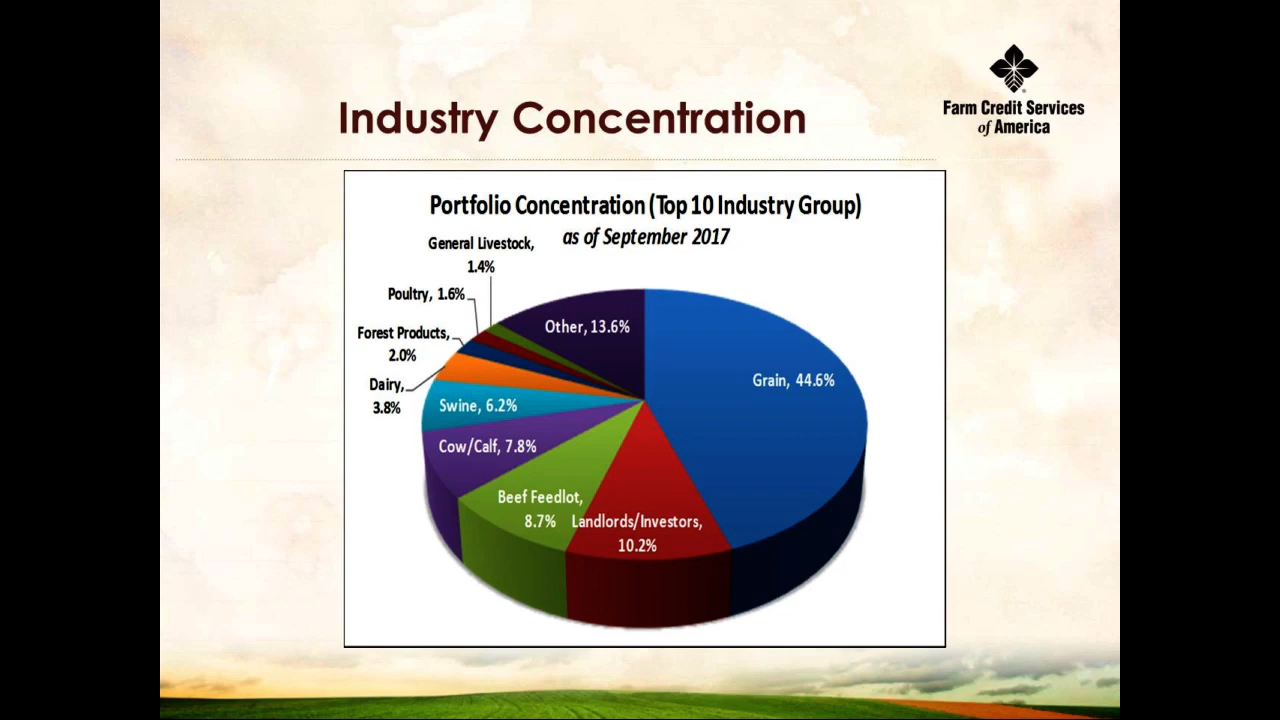 Farm Credit Services
of America
Industry Concentration
Portfolio Concentration (Top 10 Industry Group)
as of September 2017
General Livestock,
1.4%
Poultry, 1.6%
Forest Products,
2.0%
Dairy,
3.8%
Swine, 6.2%
Cow/Calf, 7.8%
Beef Feedlot,
8.7%
Landlords/Investors,
10.2%
Grain, 44.6%
Other, 13.6%